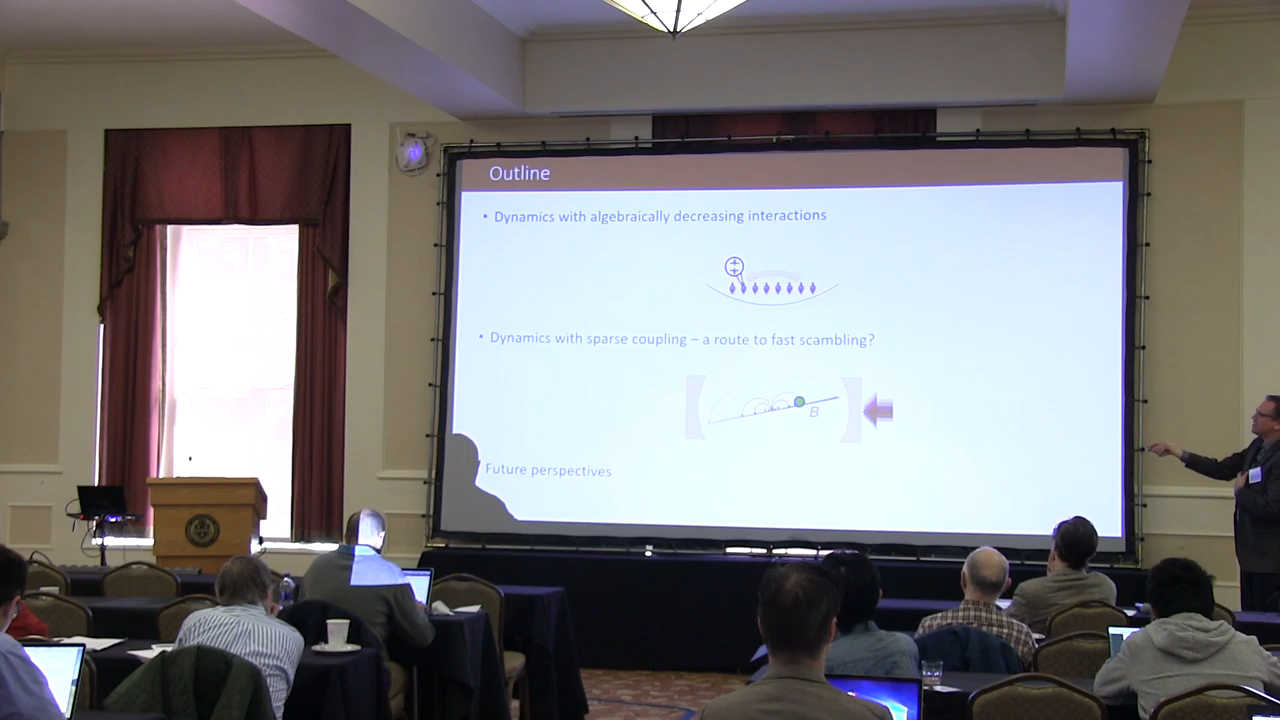 Outline
• Dynamics with algebraically decreasing interactions
• Dynamics with sparse coupling – a route to fast scambling?
B
Future perspectives